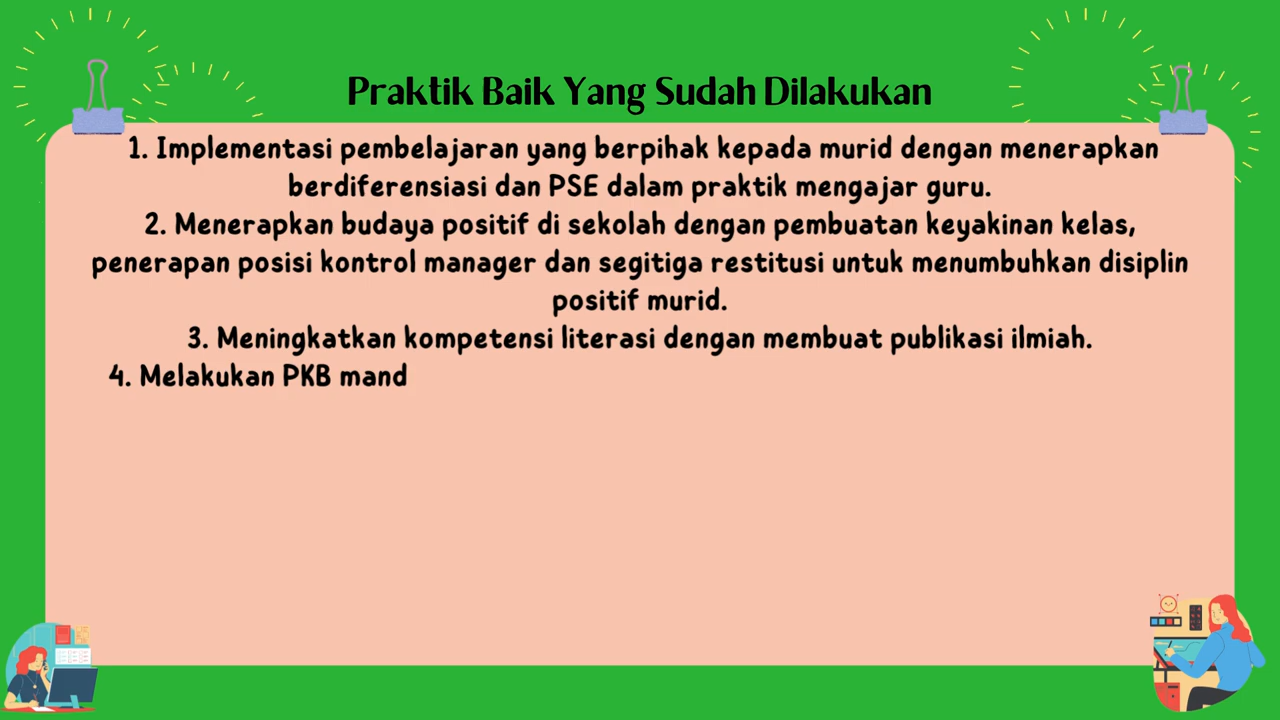 Praktik Baik Yang Sudah Dilakukan
1. Implementasi pembelajaran yang berpihak kepada murid dengan menerapkan
berdiferensiasi dan PSE dalam praktik mengajar guru.
2. Menerapkan budaya positif di sekolah dengan pembuatan keyakinan kelas,
penerapan posisi kontrol manager dan segitiga restitusi untuk menumbuhkan disiplin
positif murid.
3. Meningkatkan kompetensi literasi dengan membuat publikasi ilmiah.
4. Melakukan PKB mand